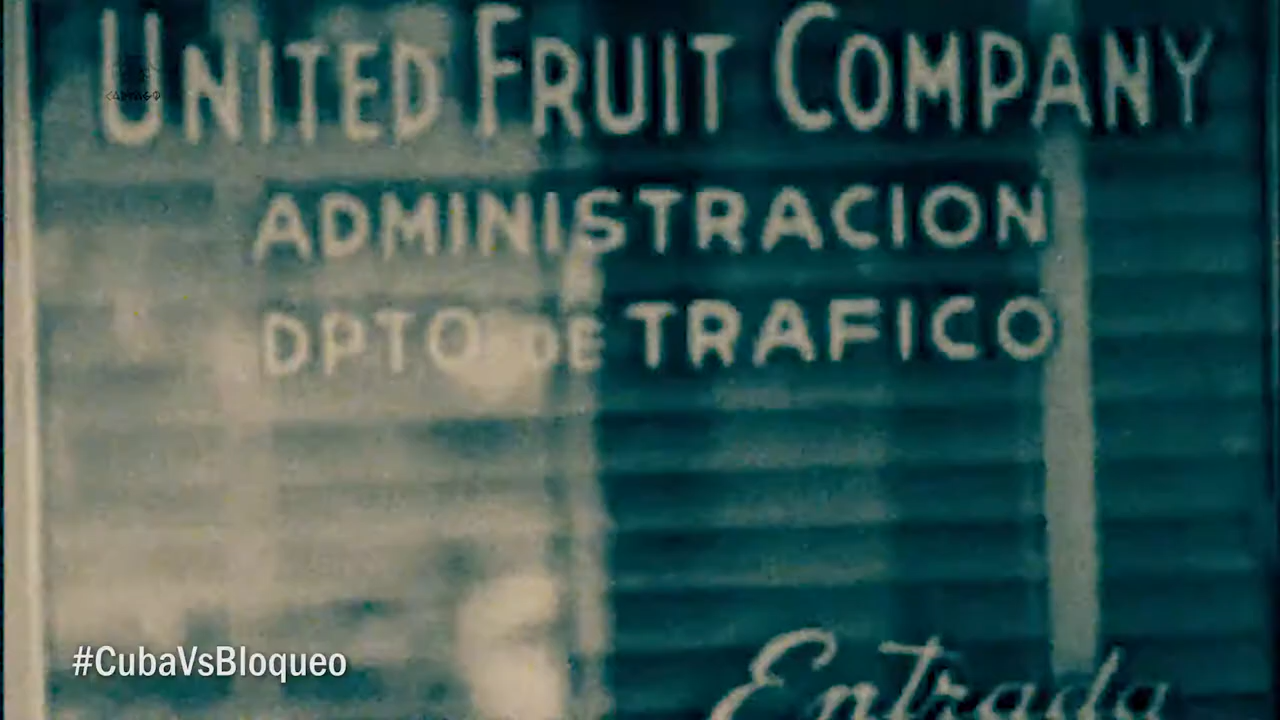 UNITED FRUIT COMPANY
ADMINISTRACION
DPTO DE TRAFICO
Entrada
#CubaVsBloqueo